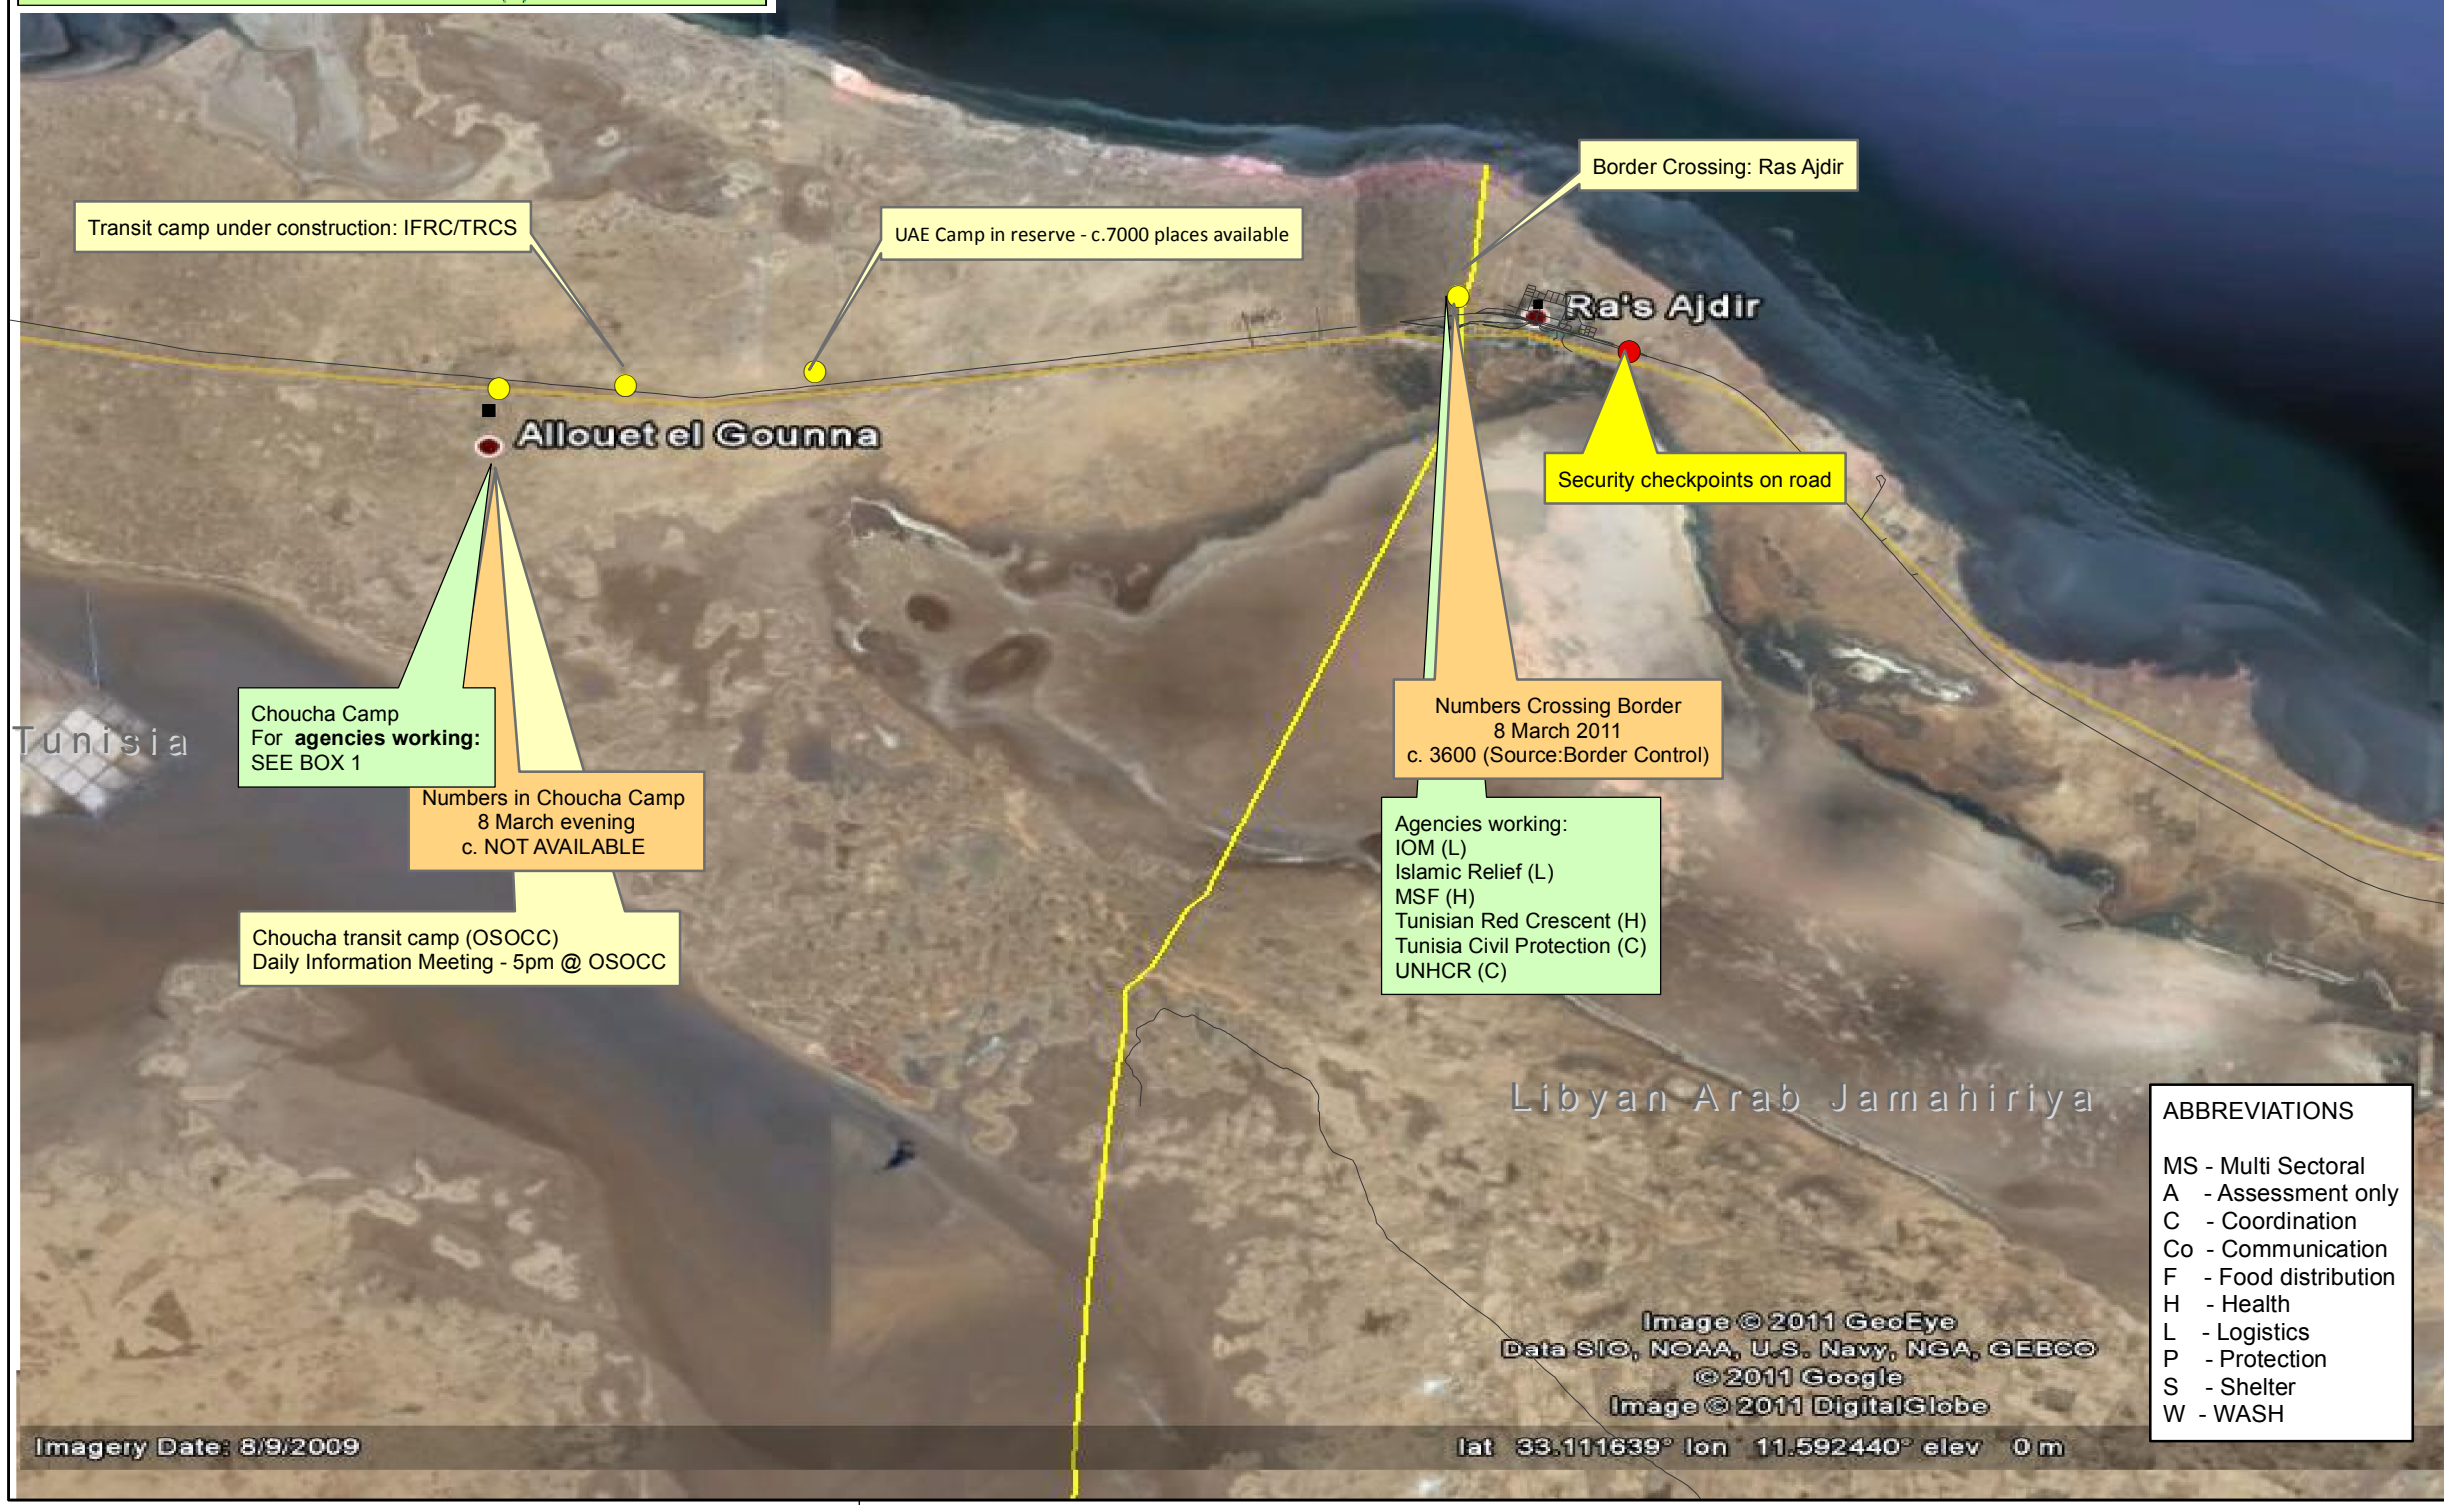 Border Crossing: Ras Ajdir
Transit camp under construction: IFRC/TRCS
UAE Camp in reserve - c.7000 places available
Ra's Ajdir
Allouet el Gounna
Security checkpoints on road
Choucha Camp
For agencies working:
SEE BOX 1
Tunisia
Numbers in Choucha Camp
8 March evening
c. NOT AVAILABLE
Choucha transit camp (OSOCC)
Daily Information Meeting - 5pm @ OSOCC
Numbers Crossing Border
8 March 2011
c. 3600 (Source:Border Control)
Agencies working:
IOM (L)
Islamic Relief (L)
MSF (H)
Tunisian Red Crescent (H)
Tunisia Civil Protection (C)
UNHCR (C)
Libyan Arab Jamahiriya
ABBREVIATIONS
MS - Multi Sectoral
A - Assessment only
C - Coordination
Co - Communication
F - Food distribution
H - Health
L - Logistics
P - Protection
S - Shelter
W - WASH
Image © 2011 GeoEye
Data SIO, NOAA, U.S. Navy, NGA, GEBCO
© 2011 Google
Image © 2011 DigitalGlobe
Imagery Date: 8/9/2009
lat 33.111639° lon 11.592440° elev 0 m